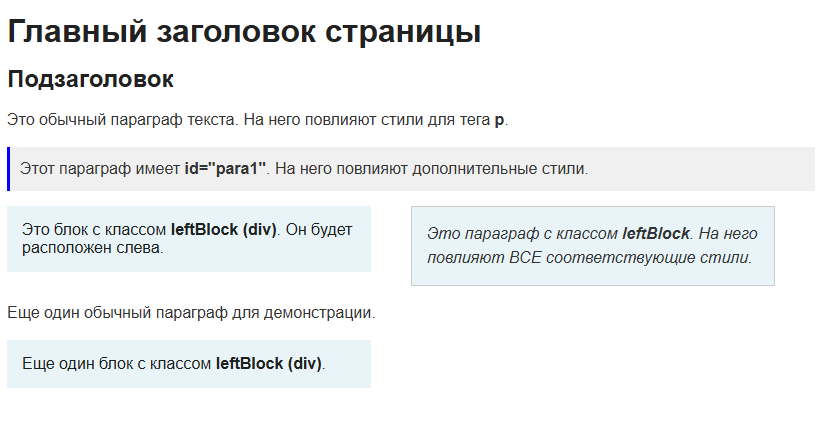 Главный заголовок страницы
Подзаголовок
Это обычный параграф текста. На него повлияют стили для тега p.
Этот параграф имеет id="para1". На него повлияют дополнительные стили.
Это блок с классом leftBlock (div). Он будет
расположен слева.
Это параграф с классом leftBlock. На него
повлияют ВСЕ соответствующие стили.
Еще один обычный параграф для демонстрации.
Еще один блок с классом leftBlock (div).